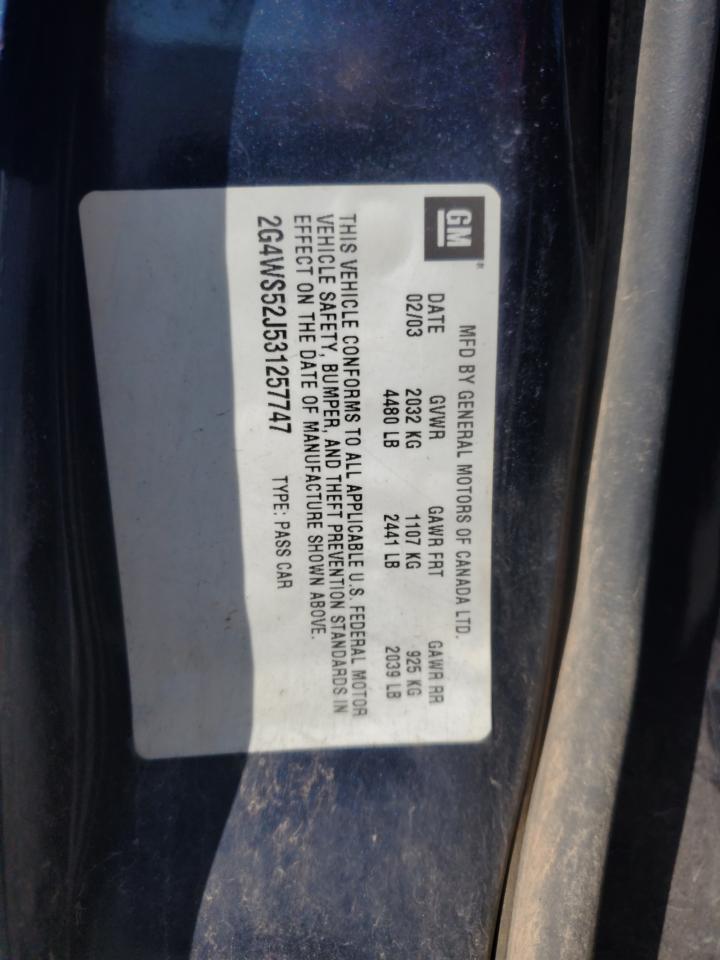 GM®
MFD BY GENERAL MOTORS OF CANADA LTD.
DATE GVWR GAWR FRT GAWR RR
02/03 2032 KG 1107 KG 925 KG
4480 LB 2441 LB 2039 LB
THIS VEHICLE CONFORMS TO ALL APPLICABLE U.S. FEDERAL MOTOR
VEHICLE SAFETY, BUMPER, AND THEFT PREVENTION STANDARDS IN
EFFECT ON THE DATE OF MANUFACTURE SHOWN ABOVE.
2G4WS52J531257747 TYPE: PASS CAR